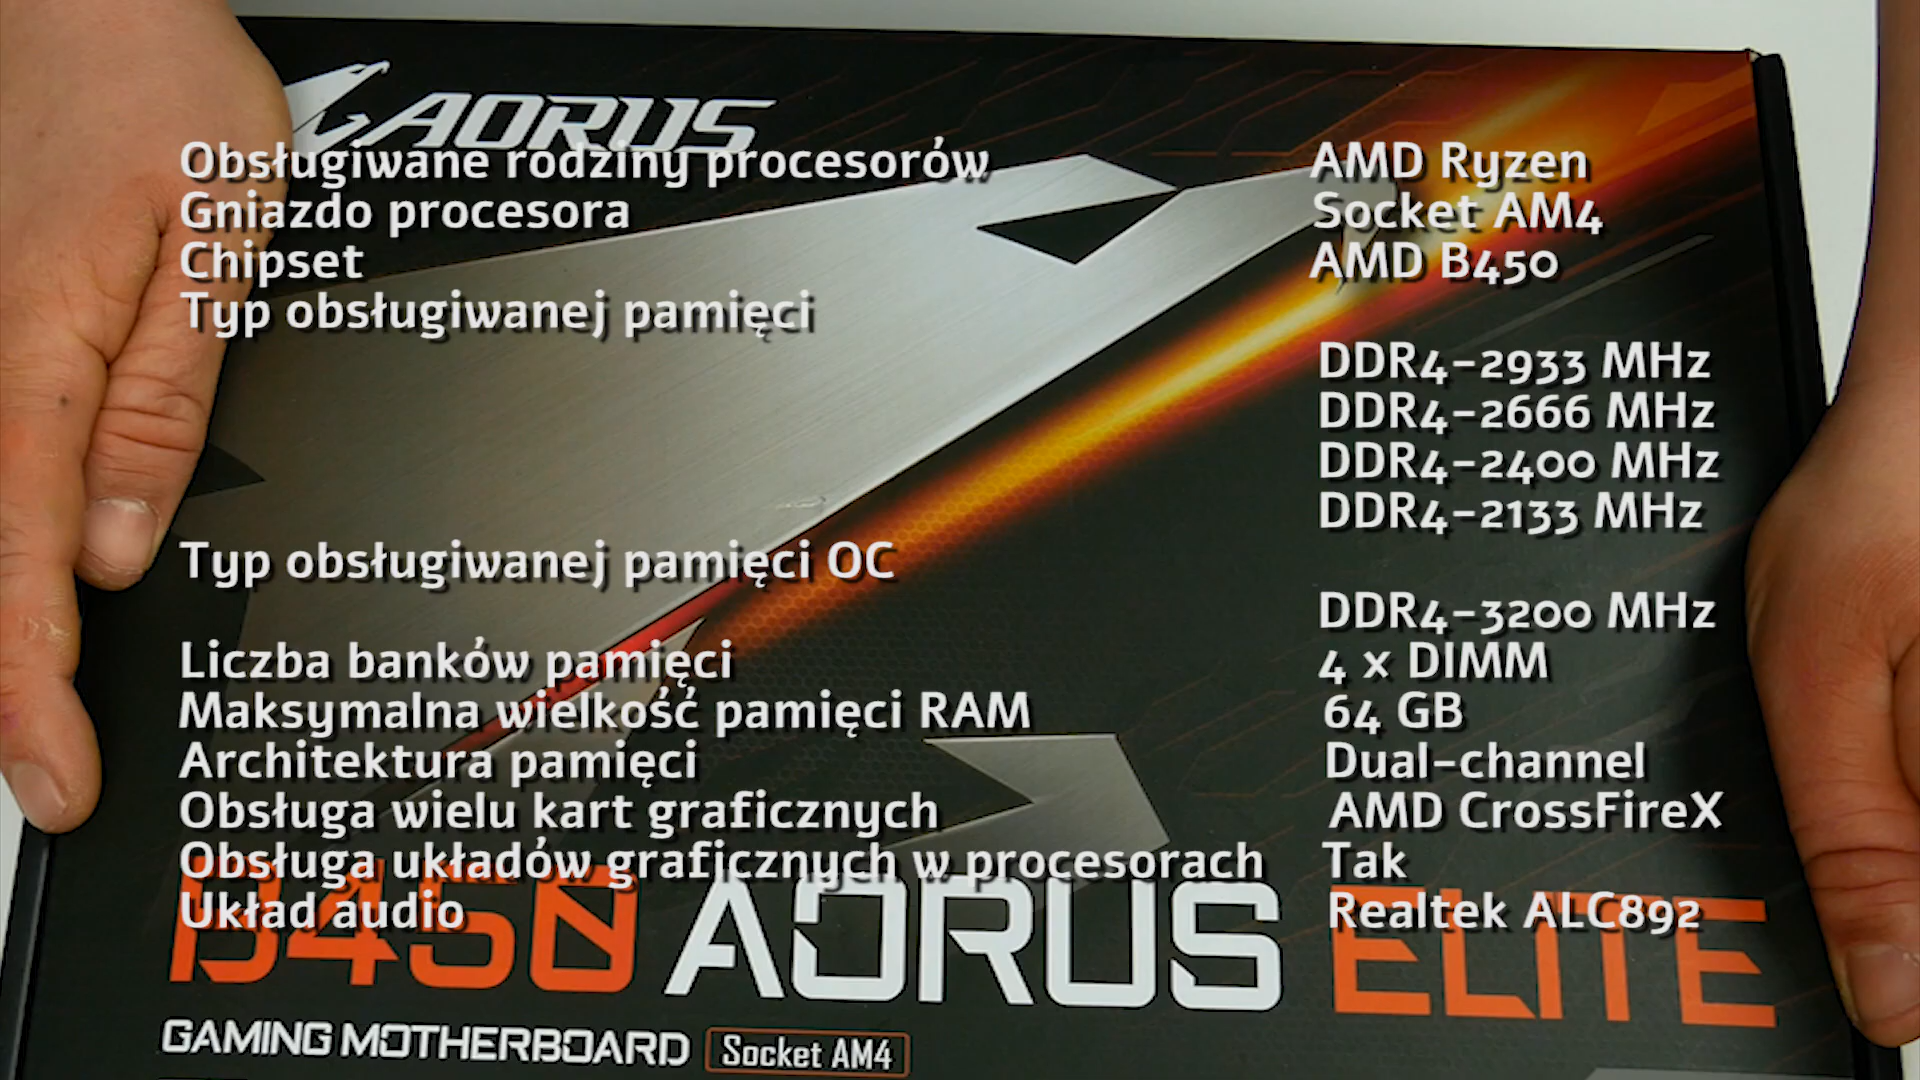 AORUS
Obsługiwane rodziny procesorów AMD Ryzen
Gniazdo procesora Socket AM4
Chipset AMD B450
Typ obsługiwanej pamięci
DDR4-2933 MHz
DDR4-2666 MHz
DDR4-2400 MHz
DDR4-2133 MHz
Typ obsługiwanej pamięci OC
DDR4-3200 MHz
Liczba banków pamięci 4 x DIMM
Maksymalna wielkość pamięci RAM 64 GB
Architektura pamięci Dual-channel
Obsługa wielu kart graficznych AMD CrossFireX
Obsługa układów graficznych w procesorach Tak
Układ audio Realtek ALC892
B450 AORUS ELITE
GAMING MOTHERBOARD Socket AM4